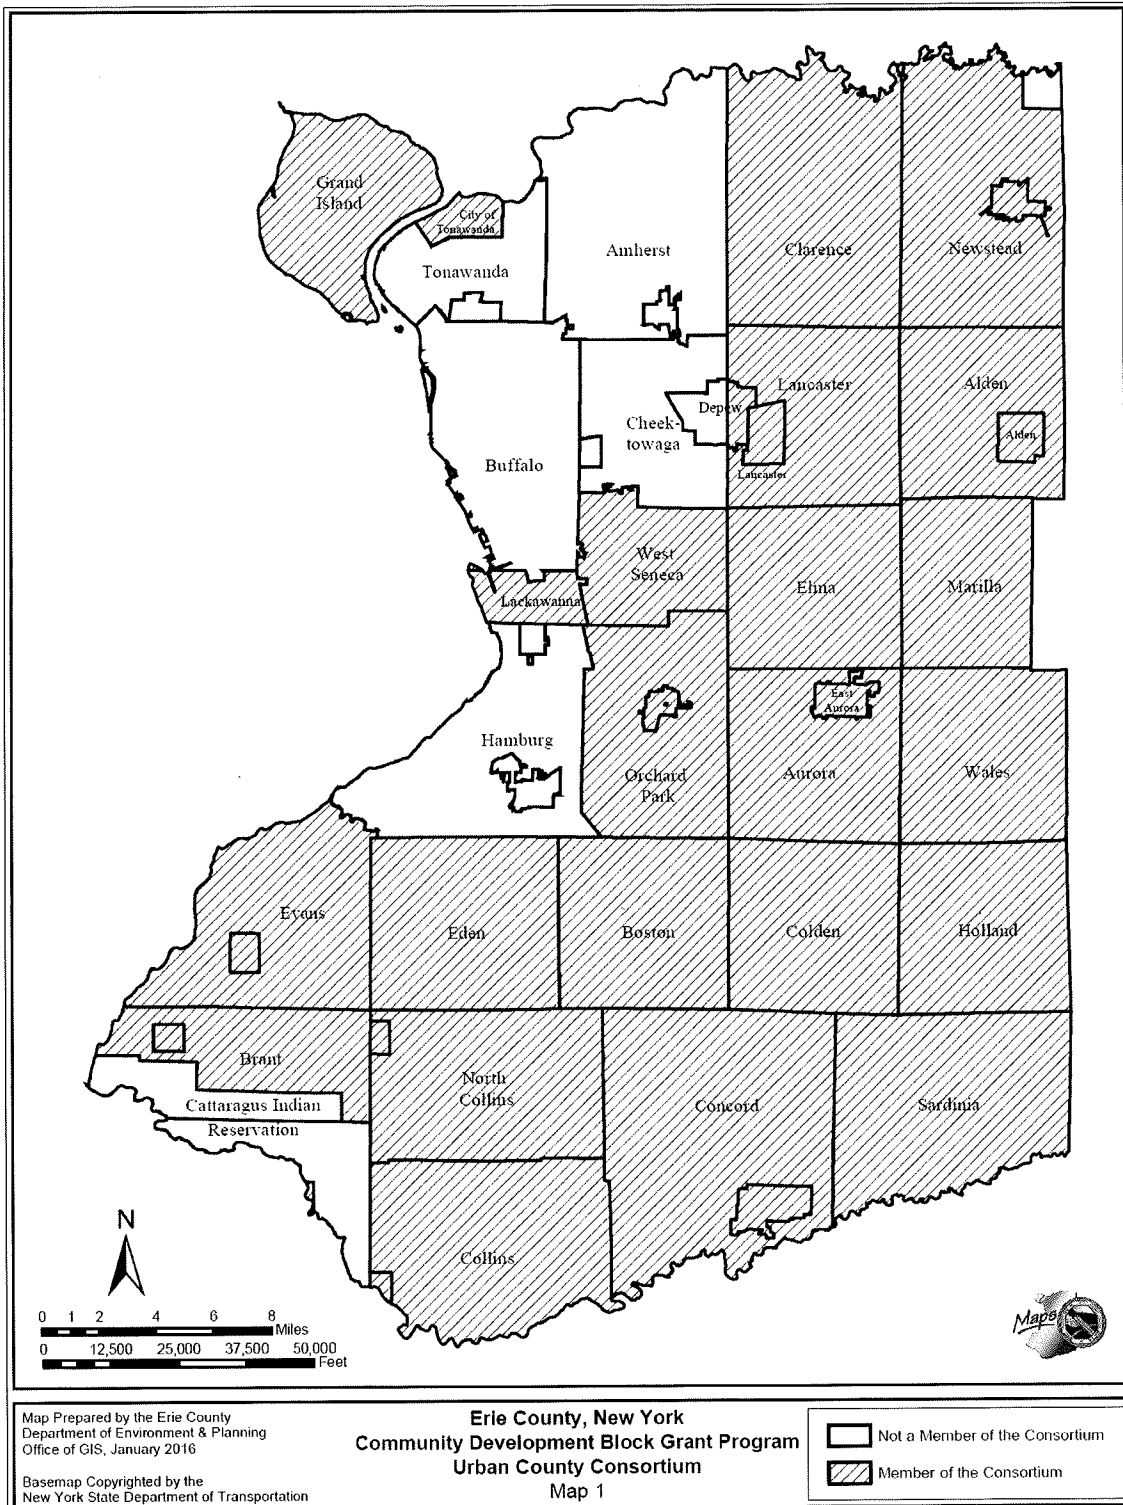 Grand
Island
City of
Tonawanda
Tonawanda
Amherst
Clarence
Newstead
Lancaster
Alden
Depew
Cheek-
towaga
Alden
Buffalo
Lancaster
West
Seneca
Elma
Marilla
Lackawanna
East
Aurora
Hamburg
Orchard
Park
Aurora
Wales
Evans
Eden
Boston
Colden
Holland
Brant
North
Collins
Cattaragus Indian
Reservation
Concord
Sardinia
Collins
N
0 1 2 4 6 8
Miles
0 12,500 25,000 37,500 50,000
Feet
Maps
Map Prepared by the Erie County
Department of Environment & Planning
Office of GIS, January 2016
Basemap Copyrighted by the
New York State Department of Transportation
Erie County, New York
Community Development Block Grant Program
Urban County Consortium
Map 1
Not a Member of the Consortium
Member of the Consortium